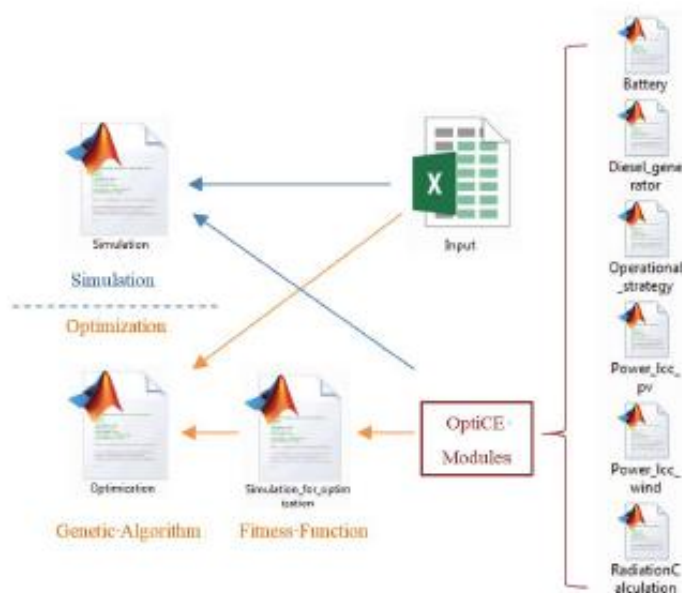 Simulation
Simulation
Optimization
Optimization
Genetic-Algorithm
Simulation_for_optim
ization
Fitness-Function
X
Input
OptiCE
Modules
Battery
Diesel_gene
rator
Operational
_strategy
Power_lcc_
pv
Power_lcc_
wind
RadiationC
alculation